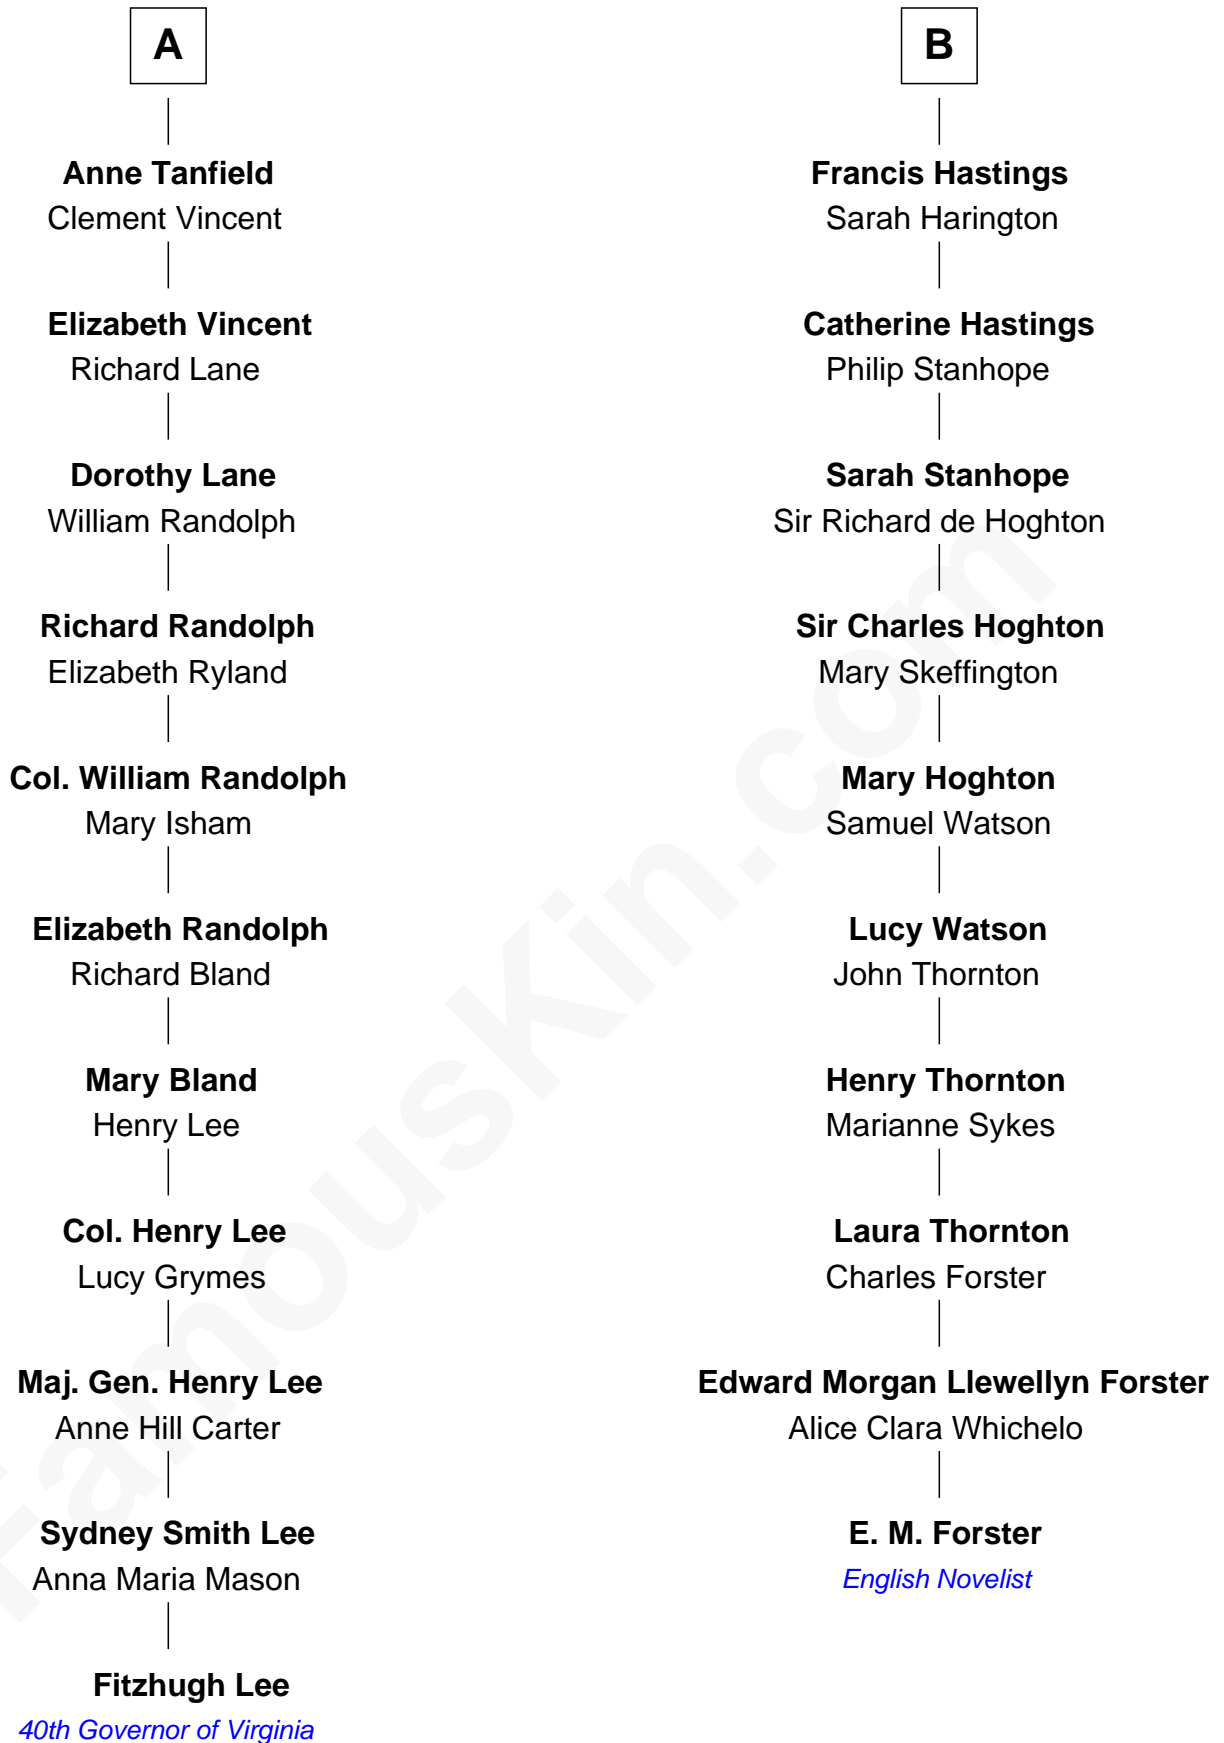 A
Anne Tanfield
Clement Vincent
Elizabeth Vincent
Richard Lane
Dorothy Lane
William Randolph
Richard Randolph
Elizabeth Ryland
Col. William Randolph
Mary Isham
Elizabeth Randolph
Richard Bland
Mary Bland
Henry Lee
Col. Henry Lee
Lucy Grymes
Maj. Gen. Henry Lee
Anne Hill Carter
Sydney Smith Lee
Anna Maria Mason
Fitzhugh Lee
40th Governor of Virginia
B
Francis Hastings
Sarah Harington
Catherine Hastings
Philip Stanhope
Sarah Stanhope
Sir Richard de Hoghton
Sir Charles Hoghton
Mary Skeffington
Mary Hoghton
Samuel Watson
Lucy Watson
John Thornton
Henry Thornton
Marianne Sykes
Laura Thornton
Charles Forster
Edward Morgan Llewellyn Forster
Alice Clara Whichelo
E. M. Forster
English Novelist
FamousKin.com